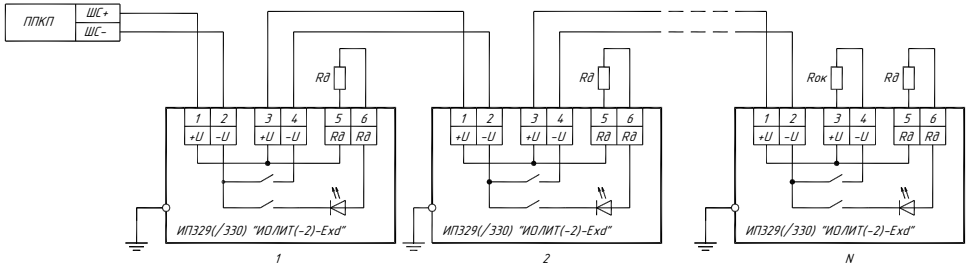 ППКП
ШС+
ШС-
Rд
Rд
Rок
Rд
1 2 3 4 5 6
+U -U +U -U Rд Rд
1 2 3 4 5 6
+U -U +U -U Rд Rд
1 2 3 4 5 6
+U -U +U -U Rд Rд
ИП329(/330) "ИОЛИТ(-2)-Exd"
ИП329(/330) "ИОЛИТ(-2)-Exd"
ИП329(/330) "ИОЛИТ(-2)-Exd"
1
2
N